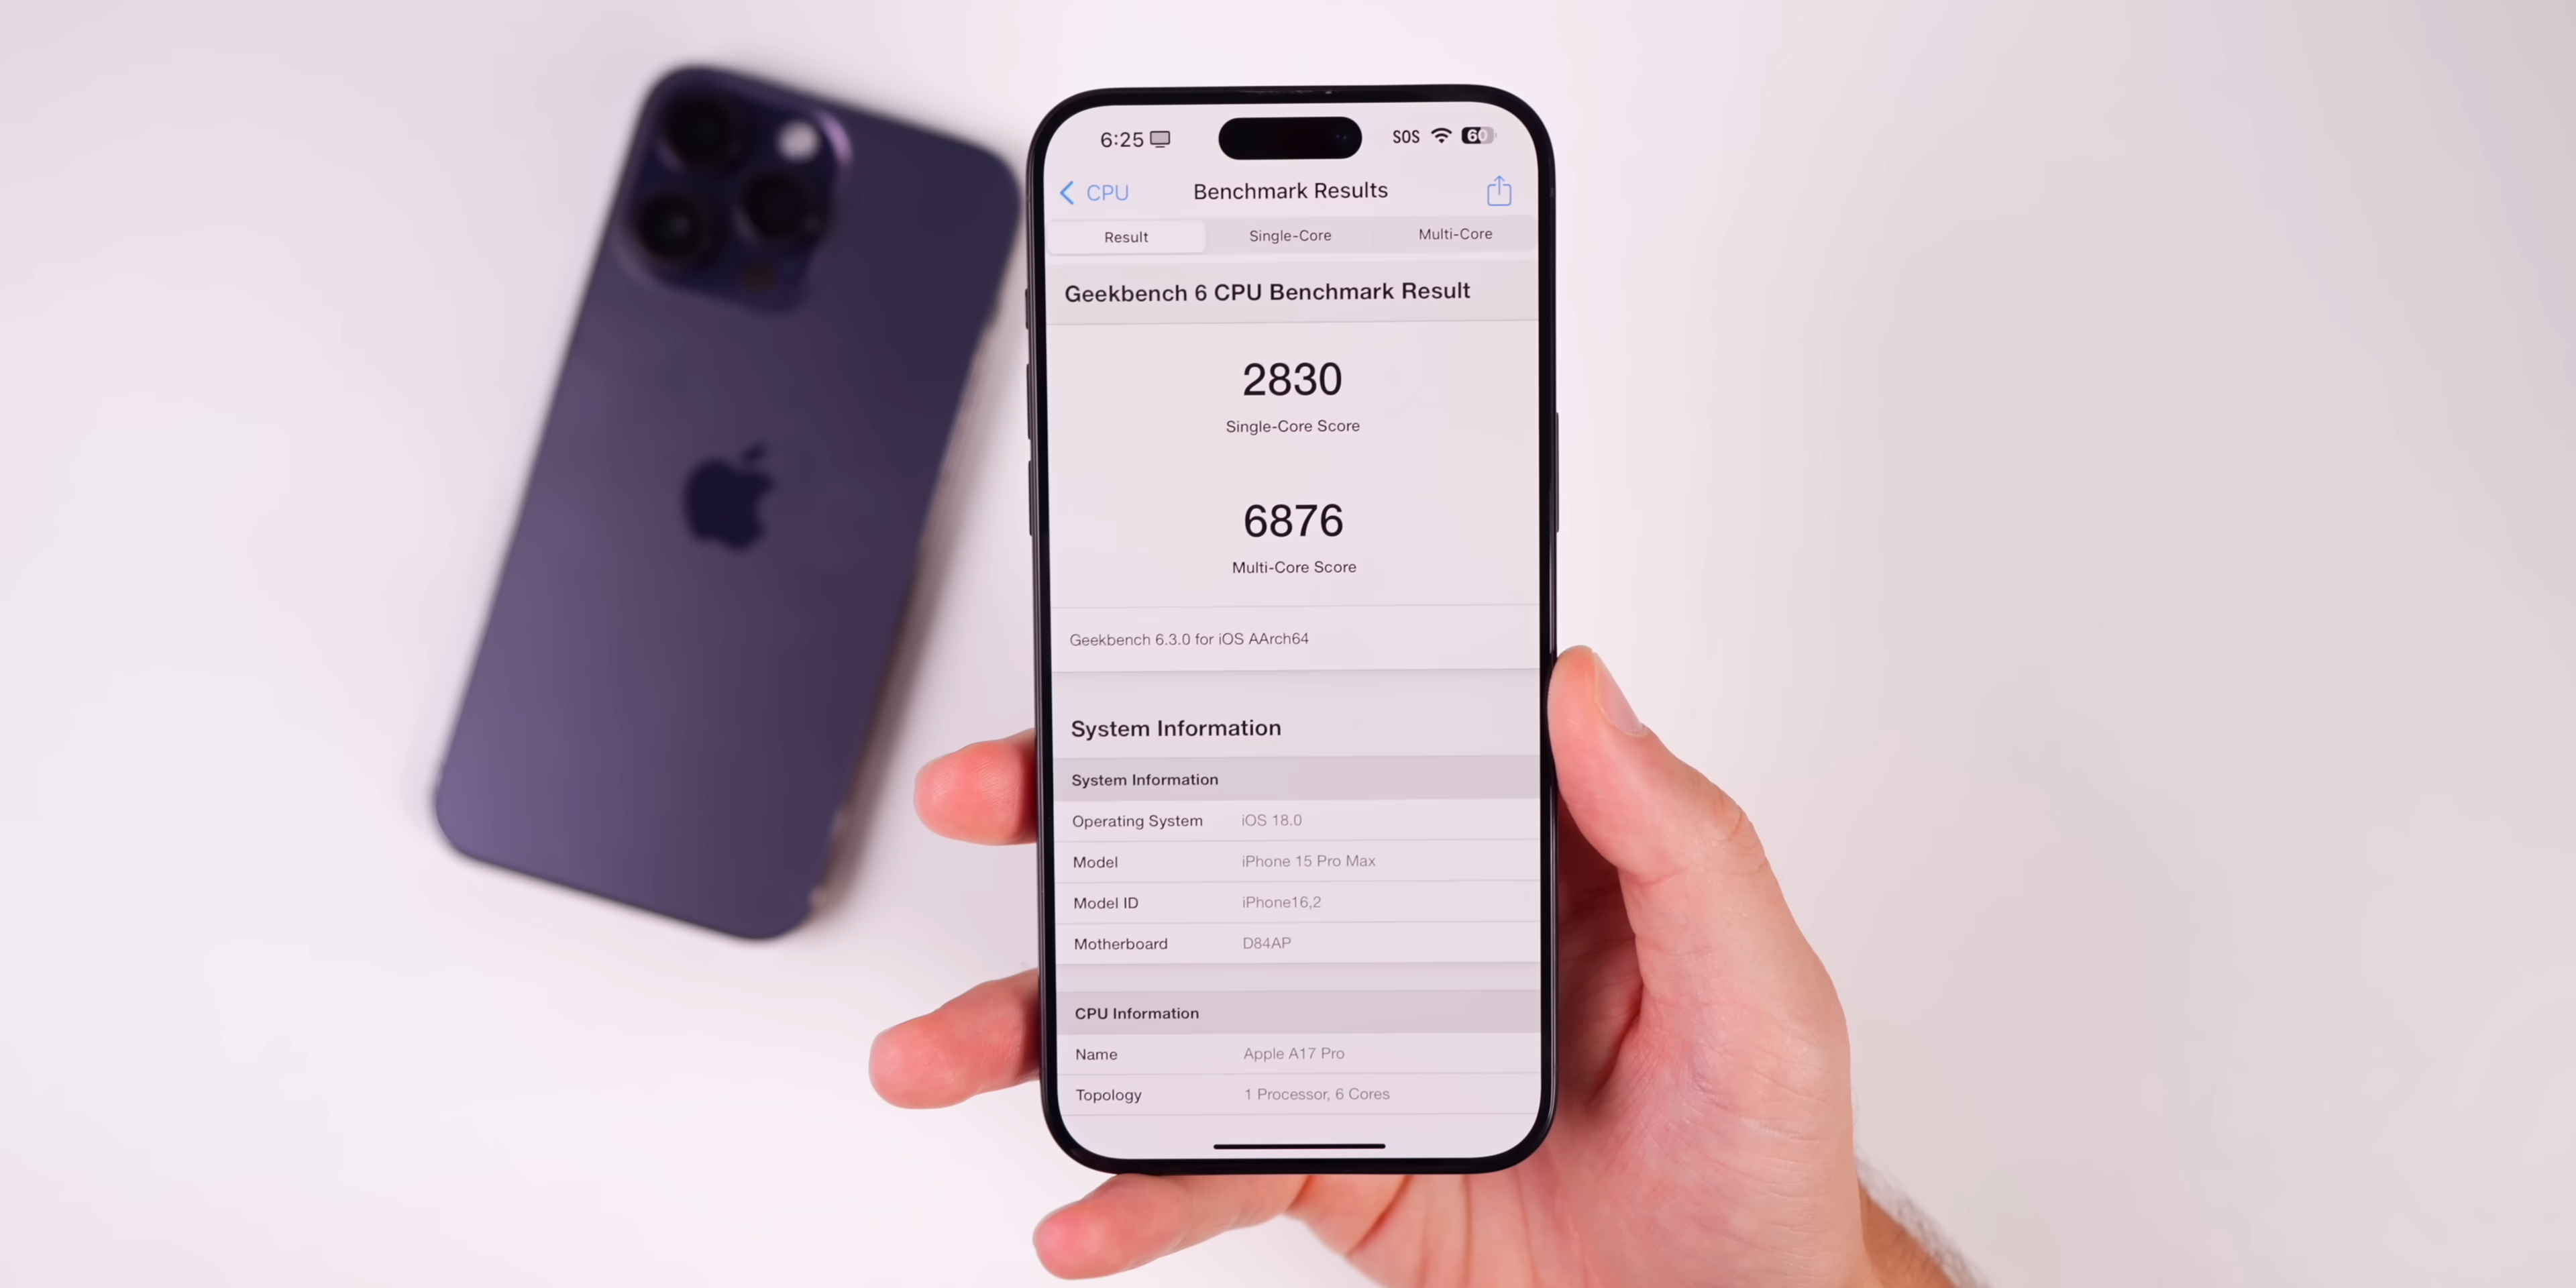 6:25
SOS 60
CPU Benchmark Results
Result Single-Core Multi-Core
Geekbench 6 CPU Benchmark Result
2830
Single-Core Score
6876
Multi-Core Score
Geekbench 6.3.0 for iOS AArch64
System Information
System Information
Operating System iOS 18.0
Model iPhone 15 Pro Max
Model ID iPhone16,2
Motherboard D84AP
CPU Information
Name Apple A17 Pro
Topology 1 Processor, 6 Cores